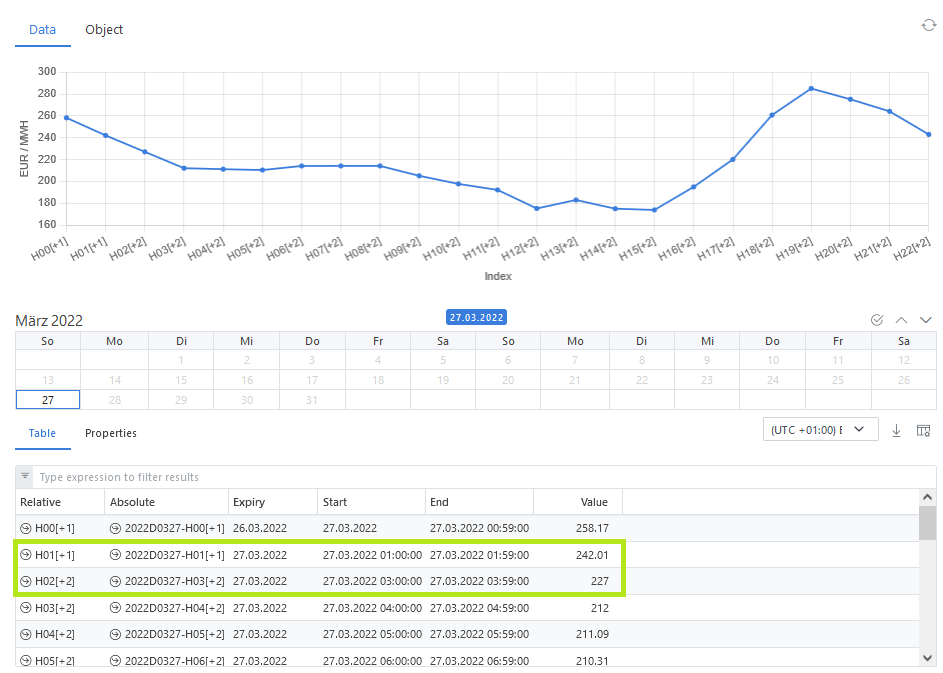 Data Object
300
280
260
240
220
200
180
160
EUR / MWH
H00[+1] H01[+1] H02[+2] H03[+2] H04[+2] H05[+2] H06[+2] H07[+2] H08[+2] H09[+2] H10[+2] H11[+2] H12[+2] H13[+2] H14[+2] H15[+2] H16[+2] H17[+2] H18[+2] H19[+2] H20[+2] H21[+2] H22[+2]
Index
März 2022 27.03.2022
So Mo Di Mi Do Fr Sa So Mo Di Mi Do Fr Sa
1 2 3 4 5 6 7 8 9 10 11 12
13 14 15 16 17 18 19 20 21 22 23 24 25 26
27 28 29 30 31
Table Properties (UTC +01:00) E
Type expression to filter results
Relative Absolute Expiry Start End Value
H00[+1] 2022D0327-H00[+1] 26.03.2022 27.03.2022 27.03.2022 00:59:00 258.17
H01[+1] 2022D0327-H01[+1] 27.03.2022 27.03.2022 01:00:00 27.03.2022 01:59:00 242.01
H02[+2] 2022D0327-H03[+2] 27.03.2022 27.03.2022 03:00:00 27.03.2022 03:59:00 227
H03[+2] 2022D0327-H04[+2] 27.03.2022 27.03.2022 04:00:00 27.03.2022 04:59:00 212
H04[+2] 2022D0327-H05[+2] 27.03.2022 27.03.2022 05:00:00 27.03.2022 05:59:00 211.09
H05[+2] 2022D0327-H06[+2] 27.03.2022 27.03.2022 06:00:00 27.03.2022 06:59:00 210.31